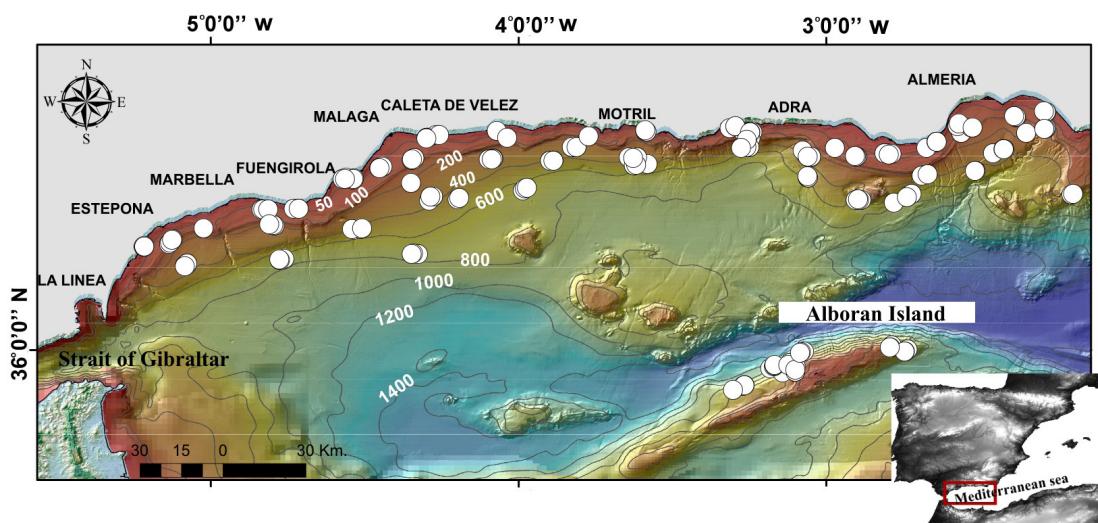 5°0'0'' W
4°0'0'' W
3°0'0'' W
N
W E
S
ALMERIA
CALETA DE VELEZ
MALAGA
MOTRIL
ADRA
FUENGIROLA
MARBELLA
ESTEPONA
LA LINEA
50
100
200
400
600
800
1000
1200
1400
36°0'0'' N
Strait of Gibraltar
Alboran Island
30 15 0 30 Km.
Mediterranean sea